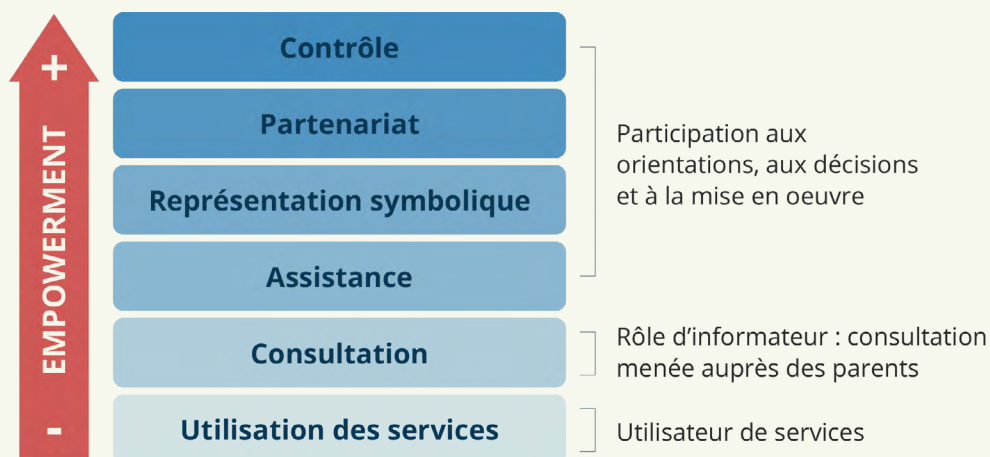 +
EMPOWERMENT
-
Contrôle
Partenariat
Représentation symbolique
Assistance
Consultation
Utilisation des services
Participation aux
orientations, aux décisions
et à la mise en oeuvre
Rôle d’informateur : consultation
menée auprès des parents
Utilisateur de services